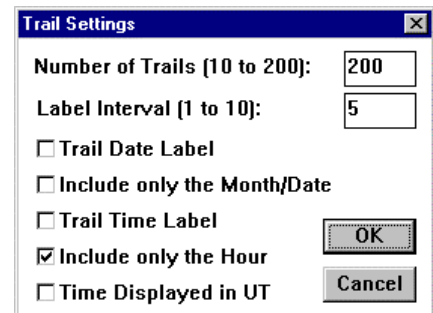 Trail Settings
Number of Trails (10 to 200): 200
Label Interval (1 to 10): 5
Trail Date Label
Include only the Month/Date
Trail Time Label
OK
Include only the Hour
Cancel
Time Displayed in UT